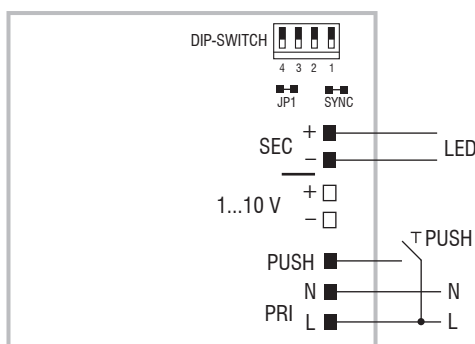 DIP-SWITCH
4 3 2 1
JP1 SYNC
SEC + LED
−
1...10 V +
−
PUSH PUSH
N N
PRI L L